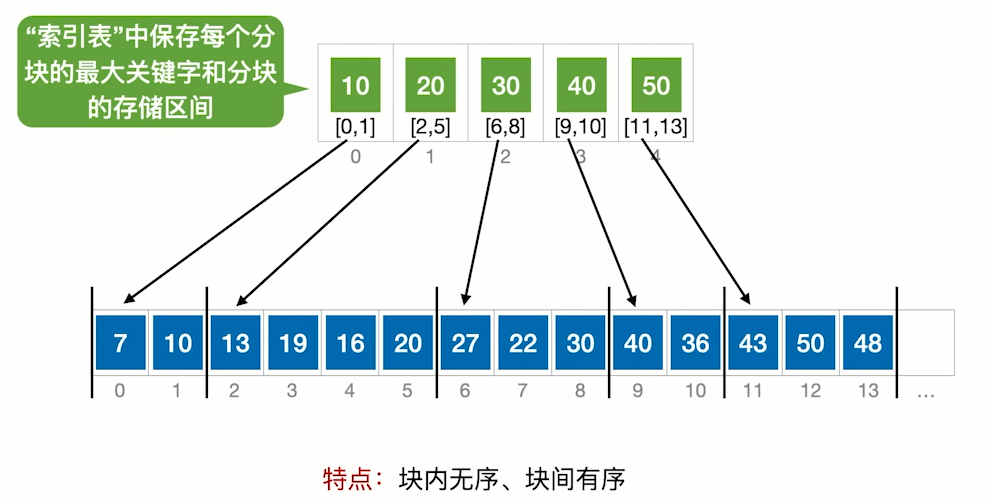 “索引表”中保存每个分
块的最大关键字和分块
的存储区间
10 20 30 40 50
[0,1] [2,5] [6,8] [9,10] [11,13]
0 1 2 3 4
7 10 13 19 16 20 27 22 30 40 36 43 50 48
0 1 2 3 4 5 6 7 8 9 10 11 12 13 …
特点：块内无序、块间有序